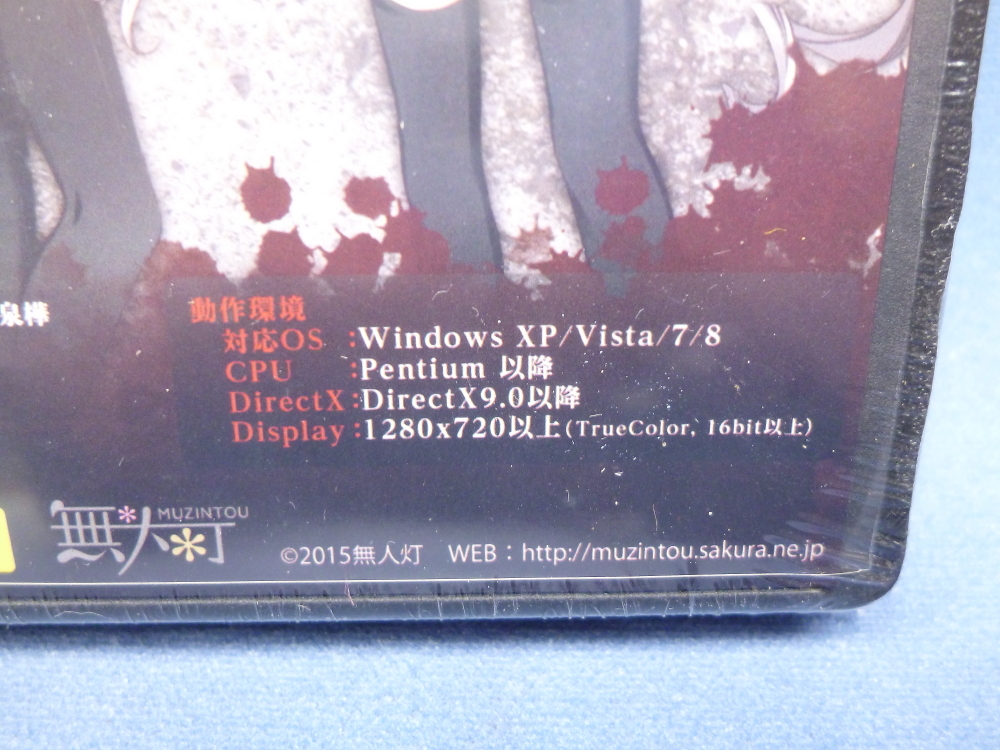 泉樺
動作環境
対応OS :Windows XP/Vista/7/8
CPU :Pentium 以降
DirectX:DirectX9.0以降
Display:1280x720以上(TrueColor, 16bit以上)
無人灯 MUZINTOU
©2015無人灯 WEB：http://muzintou.sakura.ne.jp